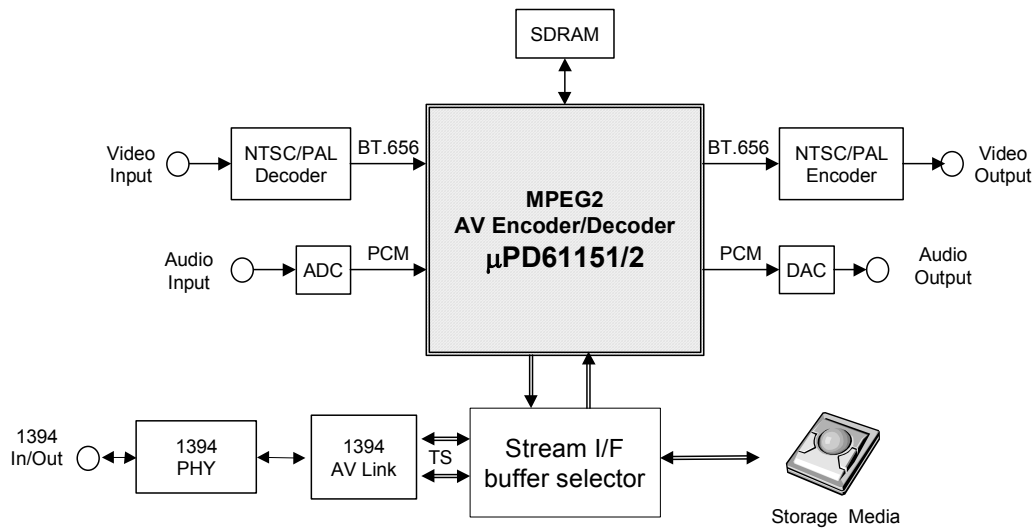 SDRAM
Video
Input
NTSC/PAL
Decoder
BT.656
MPEG2
AV Encoder/Decoder
μPD61151/2
BT.656
NTSC/PAL
Encoder
Video
Output
Audio
Input
ADC
PCM
PCM
DAC
Audio
Output
1394
In/Out
1394
PHY
1394
AV Link
TS
Stream I/F
buffer selector
Storage Media